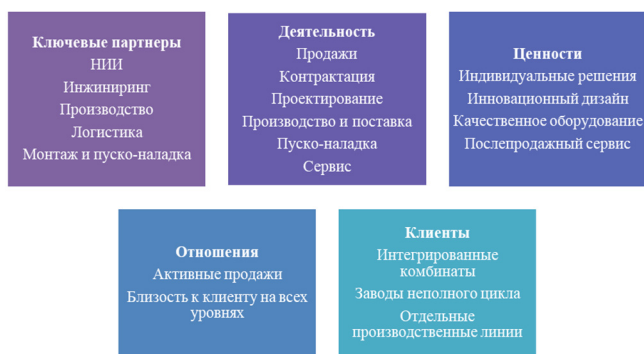 Ключевые партнеры
НИИ
Инжиниринг
Производство
Логистика
Монтаж и пуско-наладка
Деятельность
Продажи
Контрактация
Проектирование
Производство и поставка
Пуско-наладка
Сервис
Ценности
Индивидуальные решения
Инновационный дизайн
Качественное оборудование
Послепродажный сервис
Отношения
Активные продажи
Близость к клиенту на всех
уровнях
Клиенты
Интегрированные
комбинаты
Заводы неполного цикла
Отдельные
производственные линии